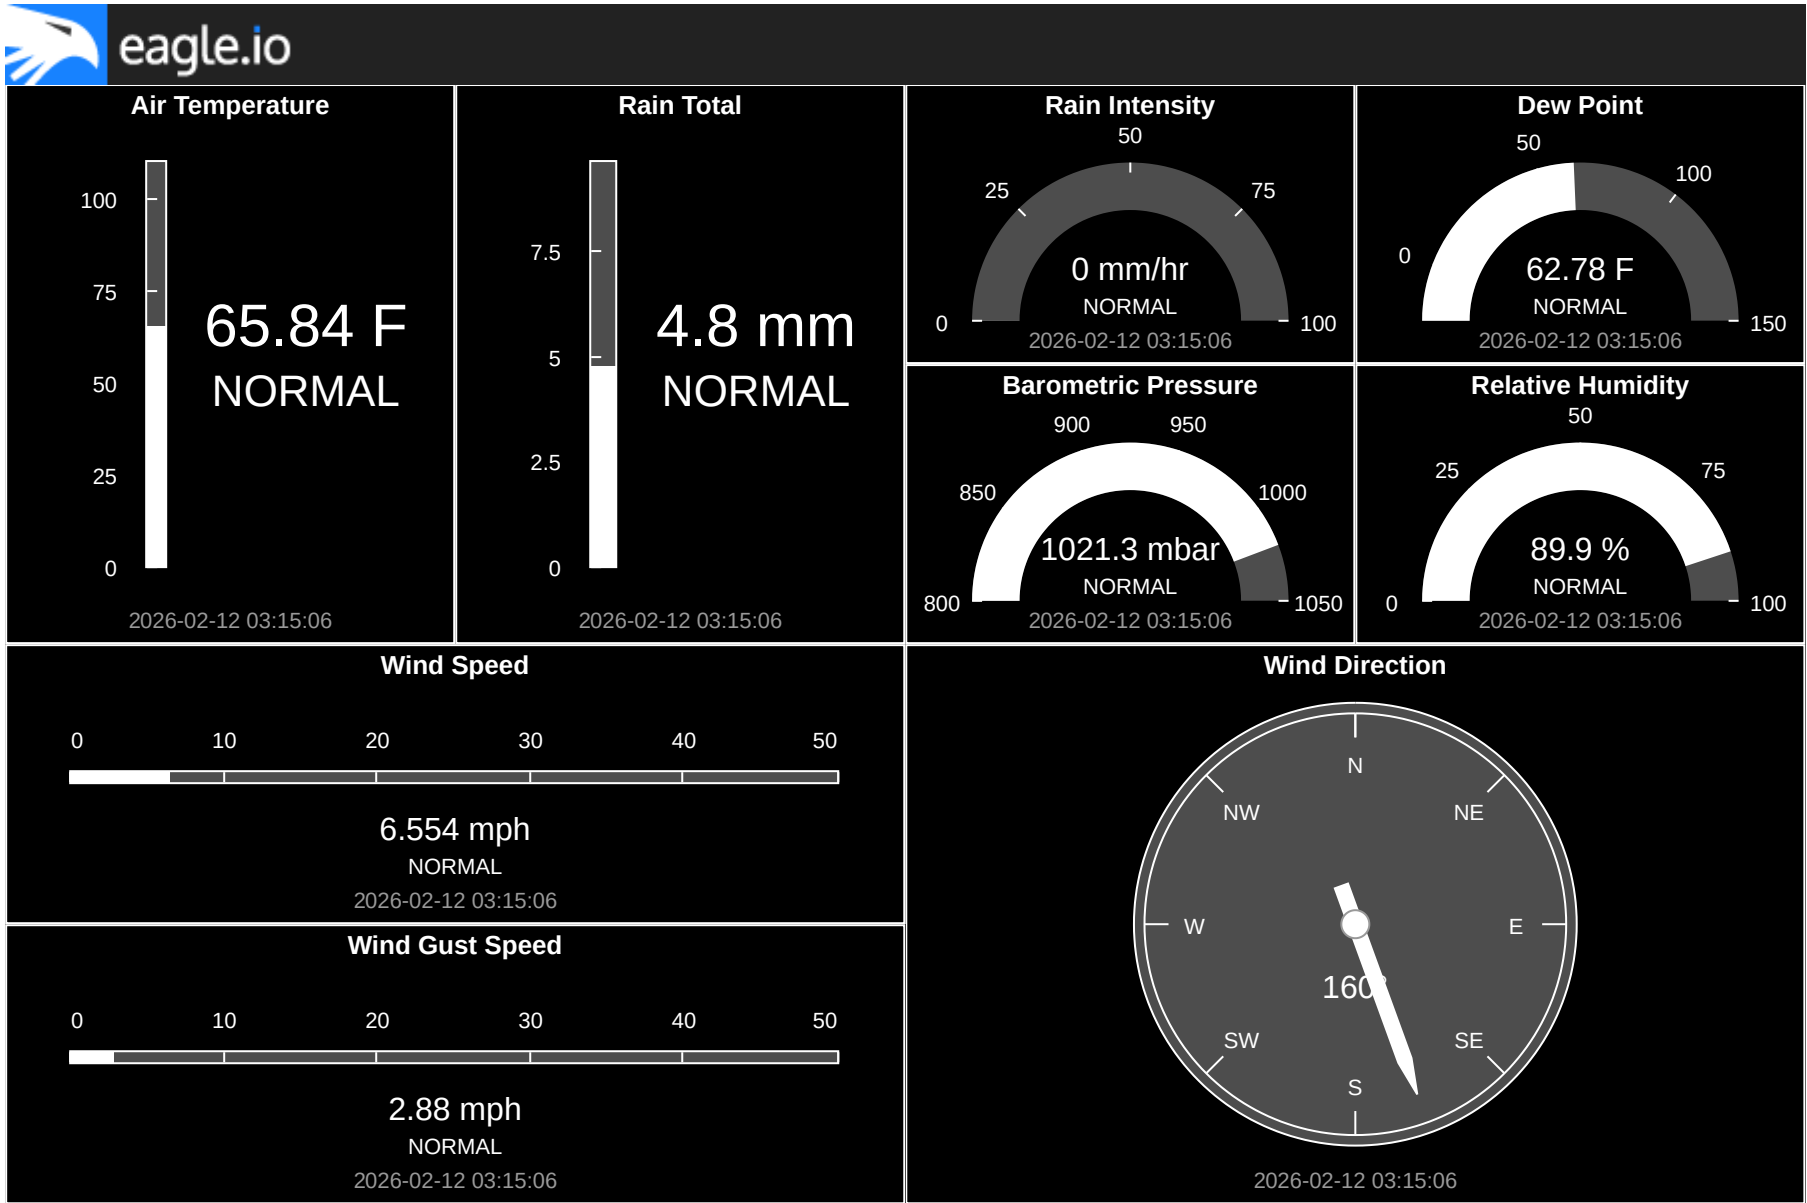 eagle.io
Air Temperature
100
75
50
25
0
65.84 F
NORMAL
2026-02-12 03:15:06
Rain Total
7.5
5
2.5
0
4.8 mm
NORMAL
2026-02-12 03:15:06
Rain Intensity
50
25
75
0
100
0 mm/hr
NORMAL
2026-02-12 03:15:06
Dew Point
50
100
0
150
62.78 F
NORMAL
2026-02-12 03:15:06
Barometric Pressure
900
950
850
1000
800
1050
1021.3 mbar
NORMAL
2026-02-12 03:15:06
Relative Humidity
50
25
75
0
100
89.9 %
NORMAL
2026-02-12 03:15:06
Wind Speed
0 10 20 30 40 50
6.554 mph
NORMAL
2026-02-12 03:15:06
Wind Gust Speed
0 10 20 30 40 50
2.88 mph
NORMAL
2026-02-12 03:15:06
Wind Direction
N
NW
NE
W
E
160°
SW
SE
S
2026-02-12 03:15:06